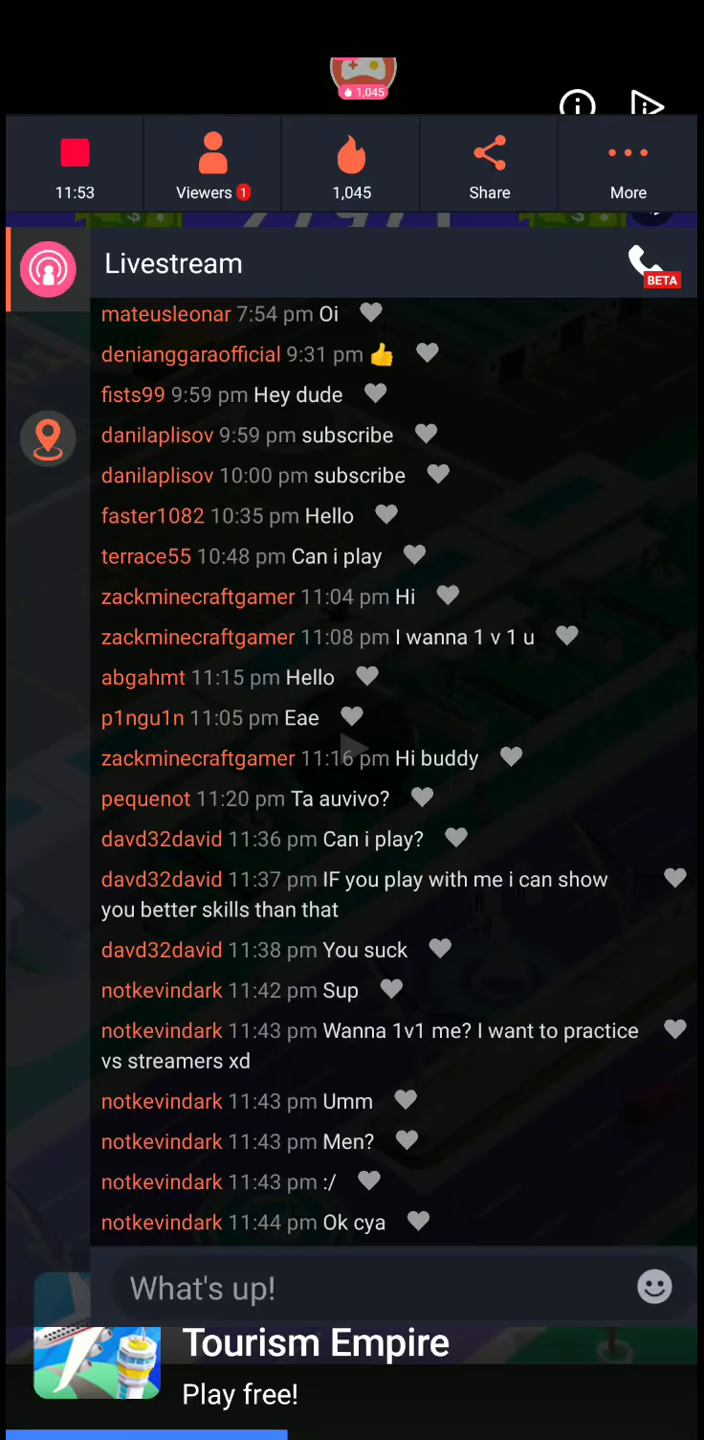 1,045
11:53
Viewers 1
1,045
Share
More
Livestream
BETA
mateusleonar 7:54 pm Oi
denianggaraofficial 9:31 pm 👍
fists99 9:59 pm Hey dude
danilaplisov 9:59 pm subscribe
danilaplisov 10:00 pm subscribe
faster1082 10:35 pm Hello
terrace55 10:48 pm Can i play
zackminecraftgamer 11:04 pm Hi
zackminecraftgamer 11:08 pm I wanna 1 v 1 u
abgahmt 11:15 pm Hello
p1ngu1n 11:05 pm Eae
zackminecraftgamer 11:16 pm Hi buddy
pequenot 11:20 pm Ta auvivo?
davd32david 11:36 pm Can i play?
davd32david 11:37 pm IF you play with me i can show
you better skills than that
davd32david 11:38 pm You suck
notkevindark 11:42 pm Sup
notkevindark 11:43 pm Wanna 1v1 me? I want to practice
vs streamers xd
notkevindark 11:43 pm Umm
notkevindark 11:43 pm Men?
notkevindark 11:43 pm :/
notkevindark 11:44 pm Ok cya
What's up!
Tourism Empire
Play free!